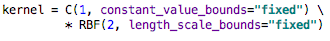 kernel = C(1, constant_value_bounds="fixed") \
* RBF(2, length_scale_bounds="fixed")